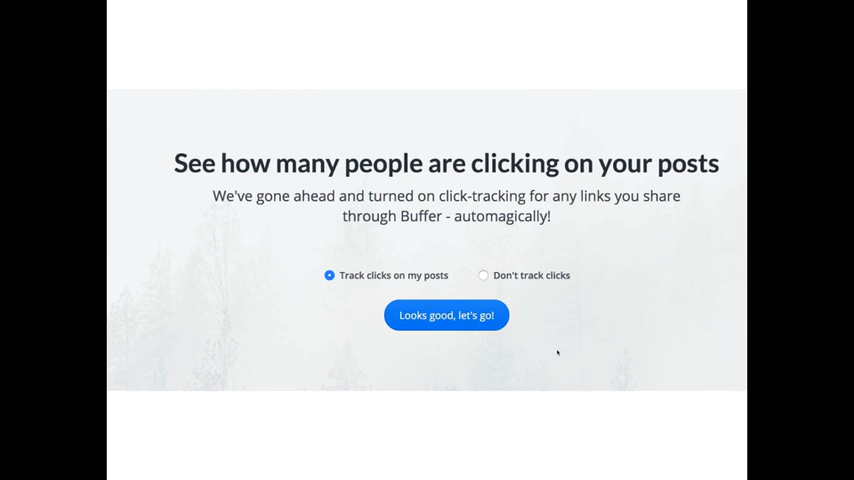 See how many people are clicking on your posts
We've gone ahead and turned on click-tracking for any links you share
through Buffer - automagically!
Track clicks on my posts Don't track clicks
Looks good, let's go!